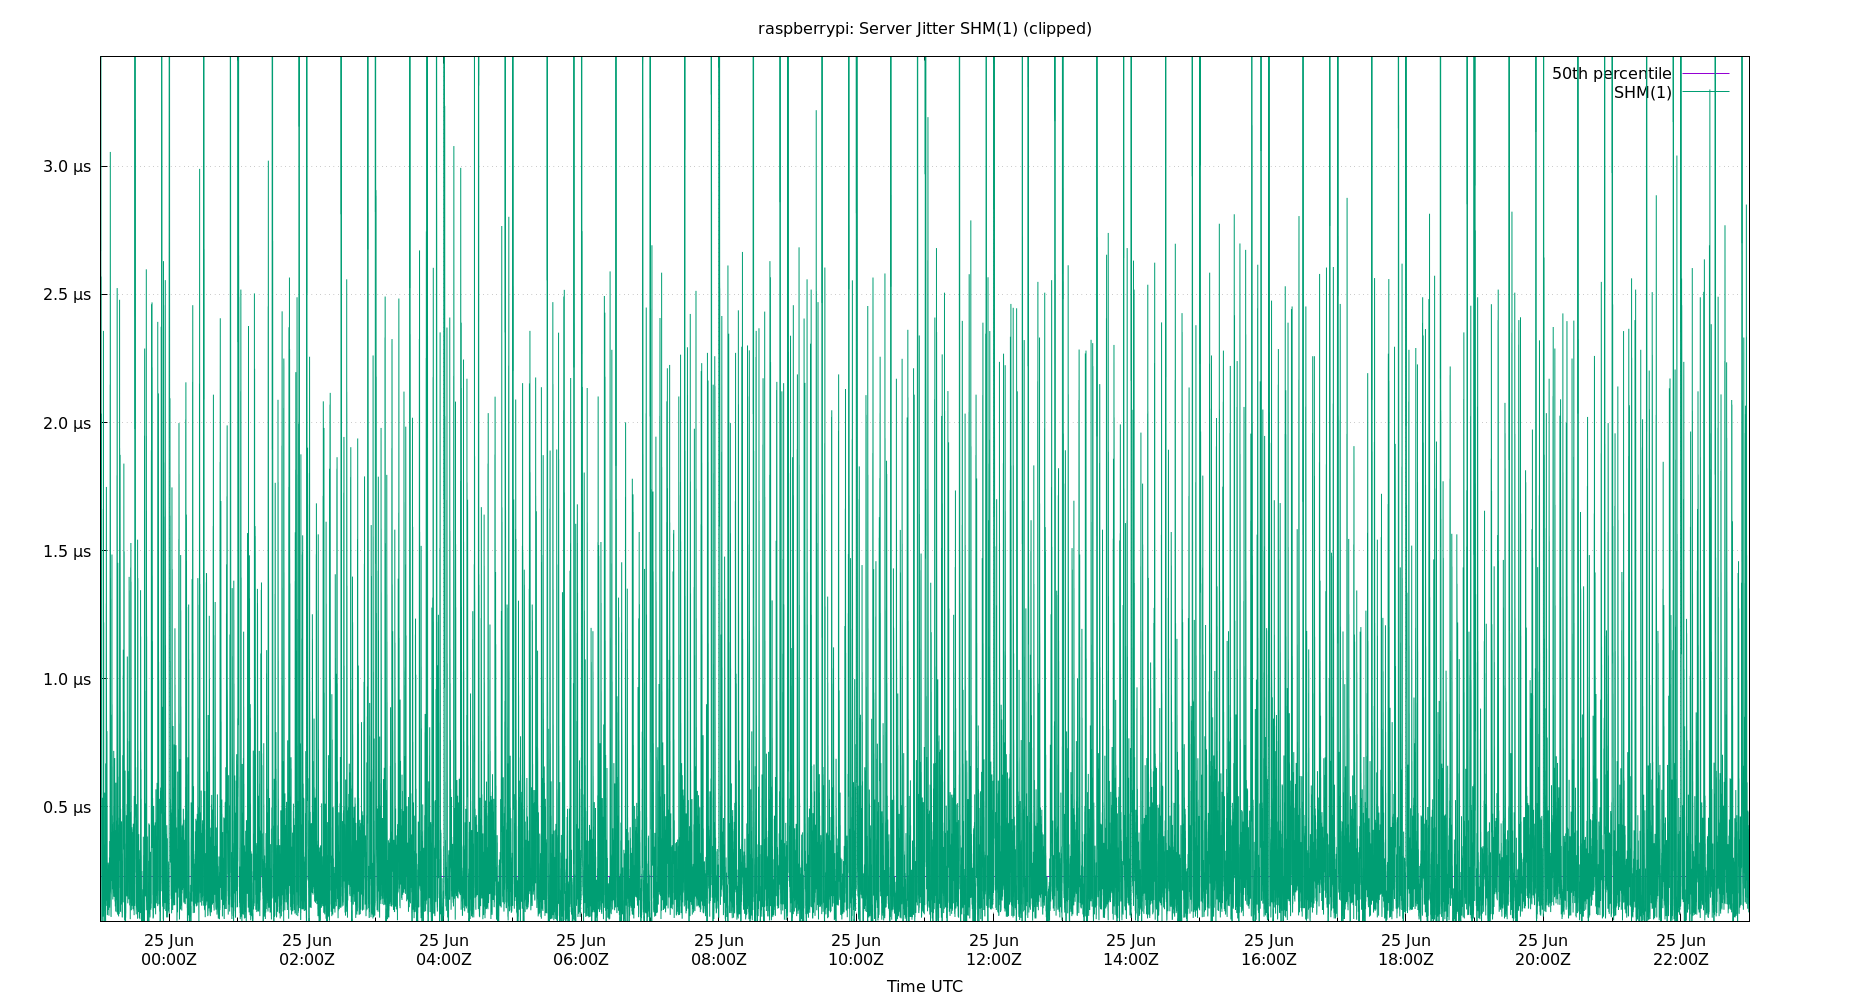 raspberrypi: Server Jitter SHM(1) (clipped)
50th percentile
SHM(1)
3.0 µs
2.5 µs
2.0 µs
1.5 µs
1.0 µs
0.5 µs
25 Jun 25 Jun 25 Jun 25 Jun 25 Jun 25 Jun 25 Jun 25 Jun 25 Jun 25 Jun 25 Jun 25 Jun
00:00Z 02:00Z 04:00Z 06:00Z 08:00Z 10:00Z 12:00Z 14:00Z 16:00Z 18:00Z 20:00Z 22:00Z
Time UTC